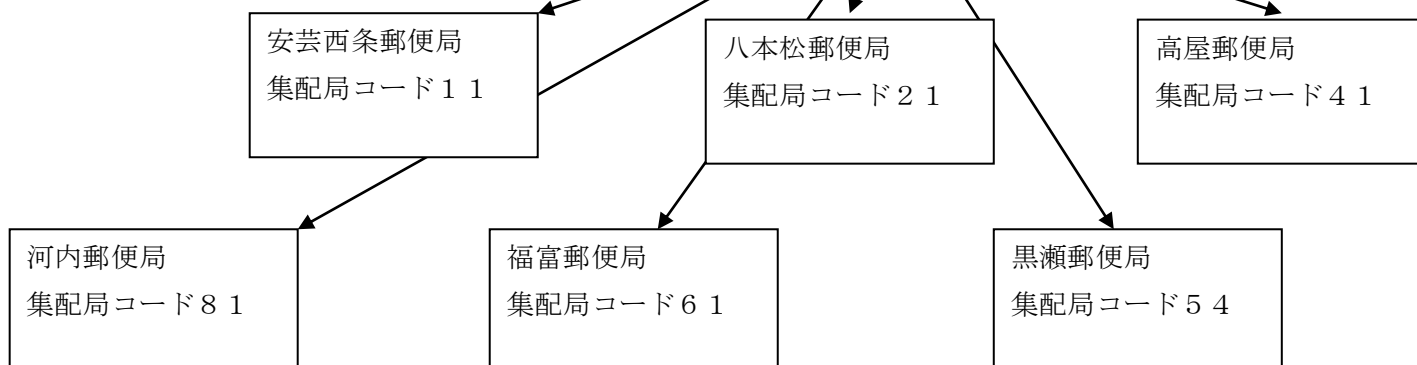 安芸西条郵便局
集配局コード１１
八本松郵便局
集配局コード２１
高屋郵便局
集配局コード４１
河内郵便局
集配局コード８１
福富郵便局
集配局コード６１
黒瀬郵便局
集配局コード５４